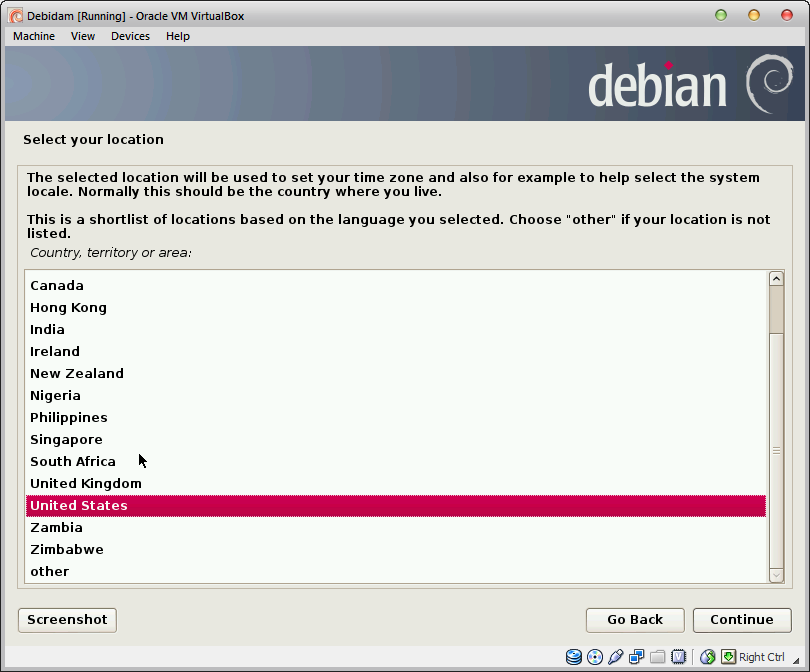 Debidam [Running] - Oracle VM VirtualBox
Machine View Devices Help
debian
Select your location
The selected location will be used to set your time zone and also for example to help select the system
locale. Normally this should be the country where you live.
This is a shortlist of locations based on the language you selected. Choose "other" if your location is not
listed.
Country, territory or area:
Canada
Hong Kong
India
Ireland
New Zealand
Nigeria
Philippines
Singapore
South Africa
United Kingdom
United States
Zambia
Zimbabwe
other
Screenshot Go Back Continue
Right Ctrl